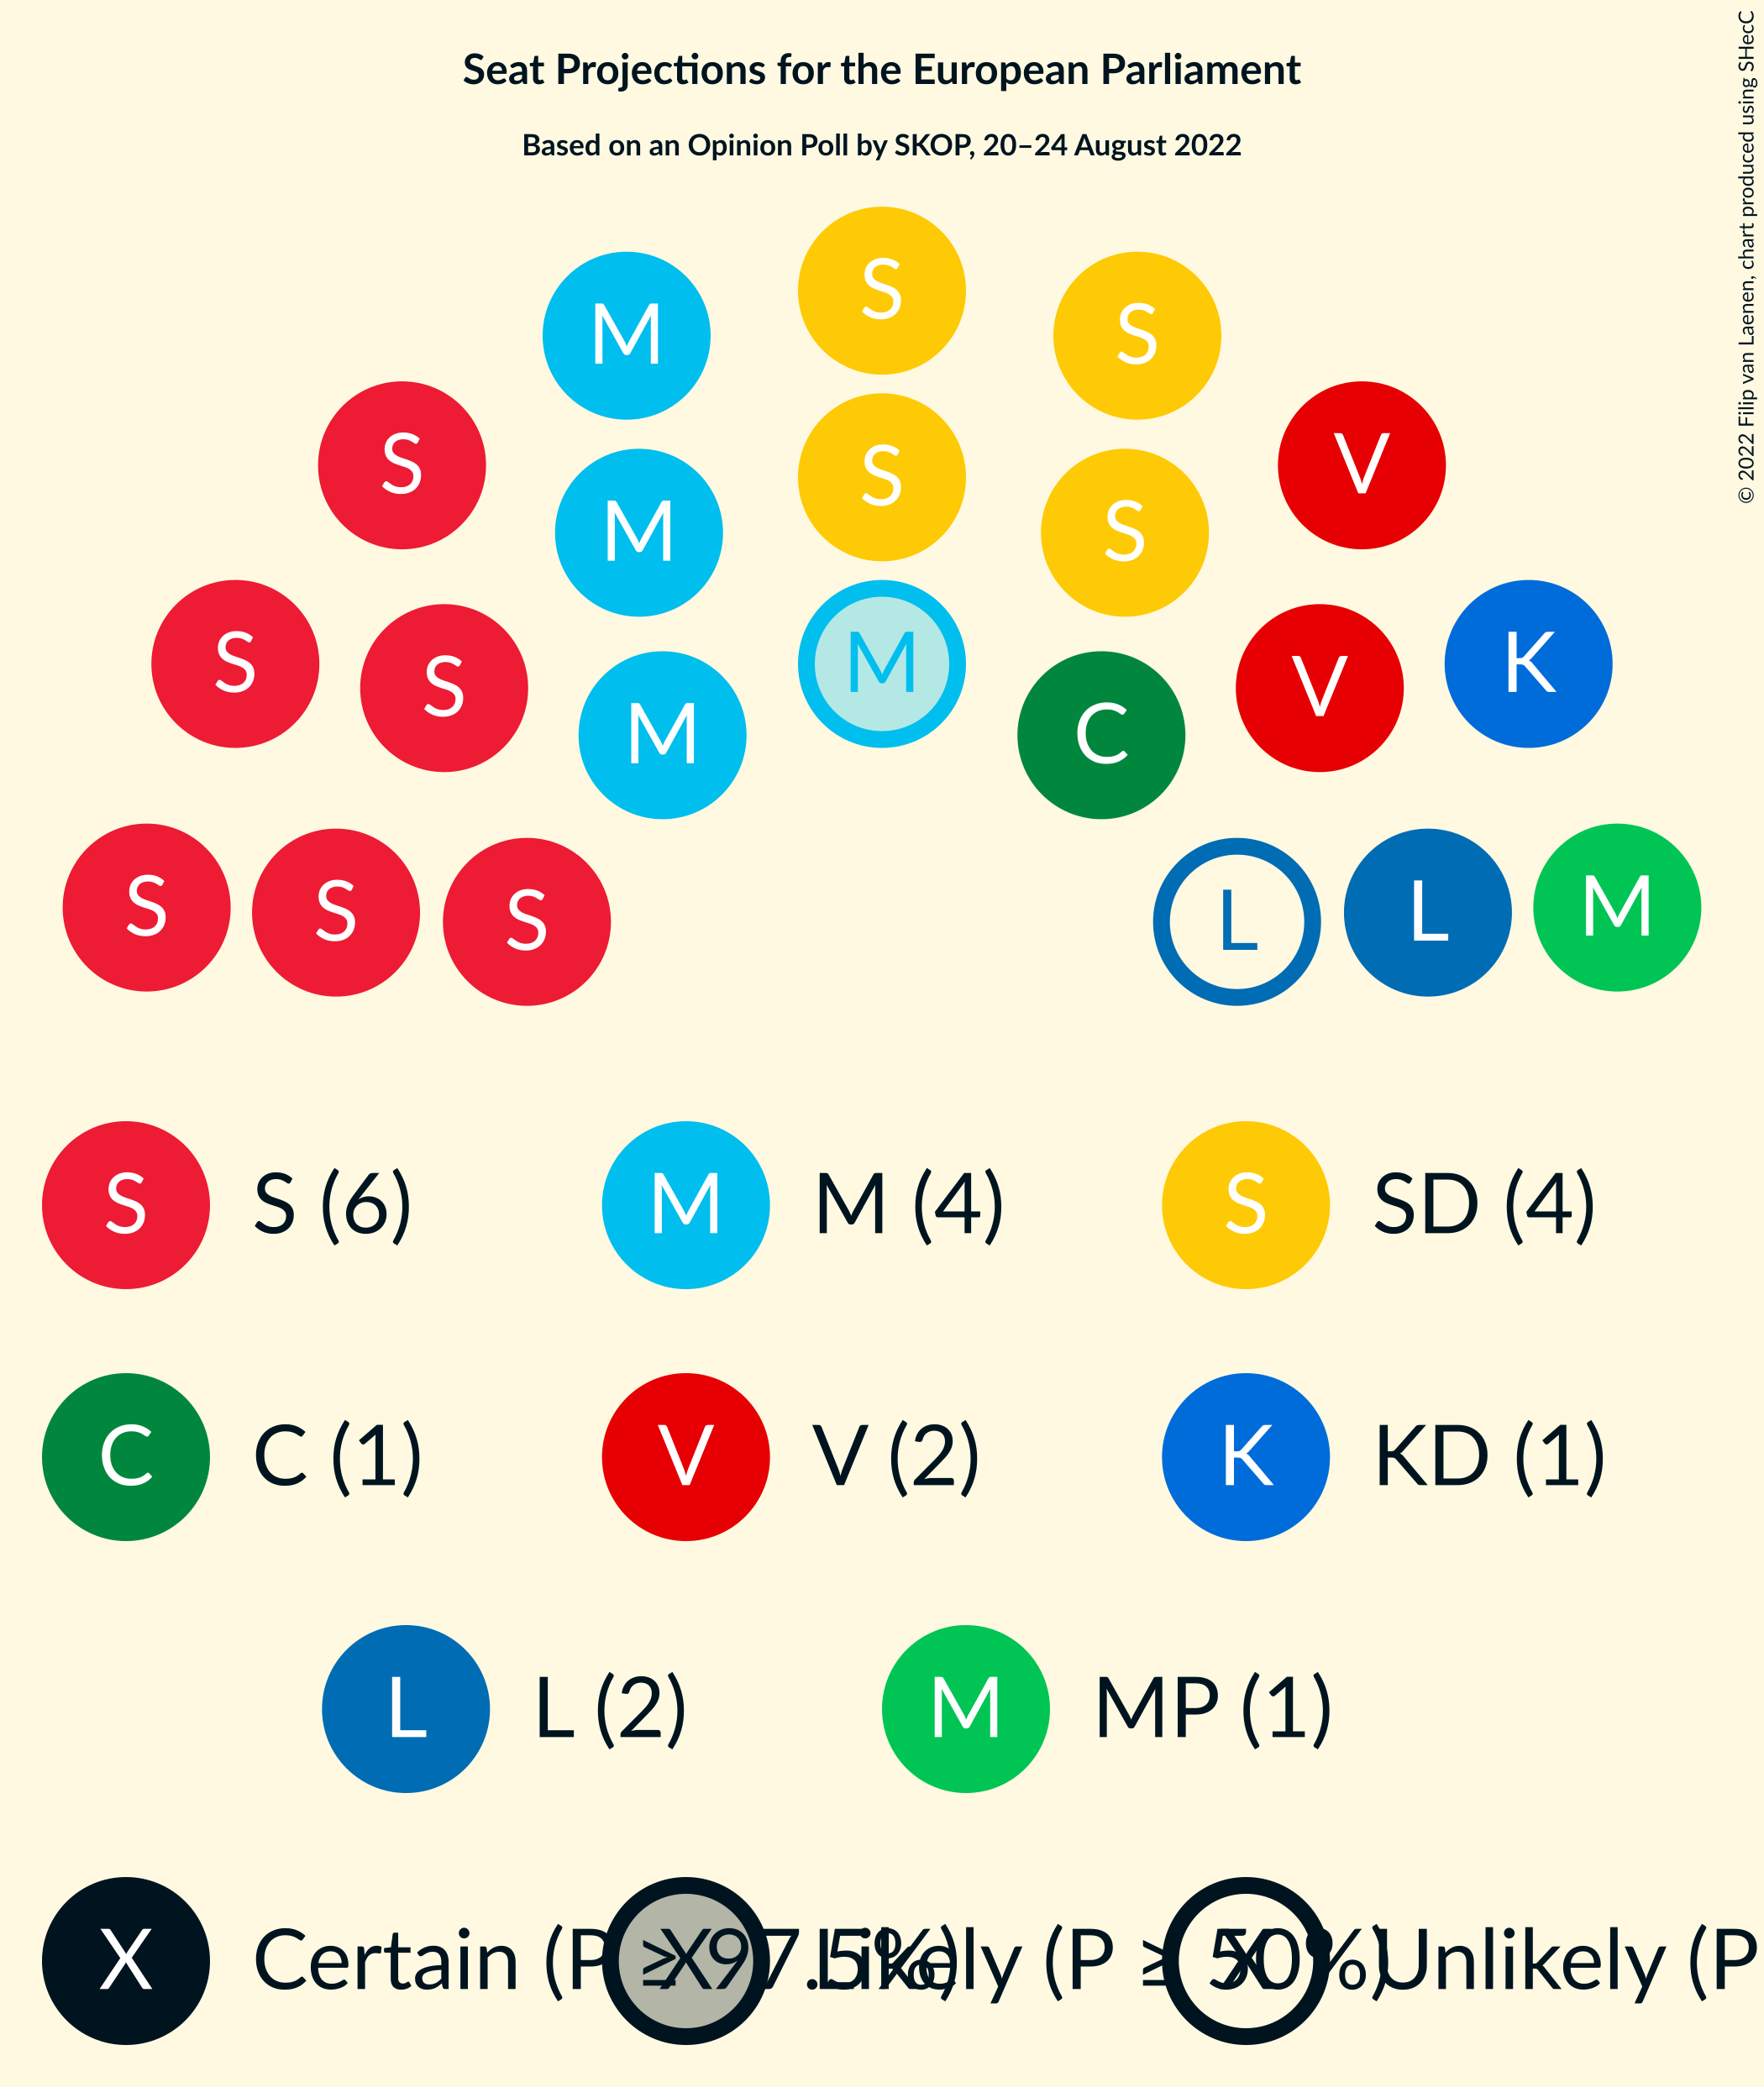 Seat Projections for the European Parliament
Based on an Opinion Poll by SKOP, 20–24 August 2022
© 2022 Filip van Laenen, chart produced using SHecC
S
M S
S V
S
M S
S K
M
S V
M C
S M
S L
S L
S S (6) M M (4) S SD (4)
C C (1) V V (2) K KD (1)
L L (2) M MP (1)
X Certain (P ≥ 97.5%) X Likely (P ≥ 50%) X Unlikely (P